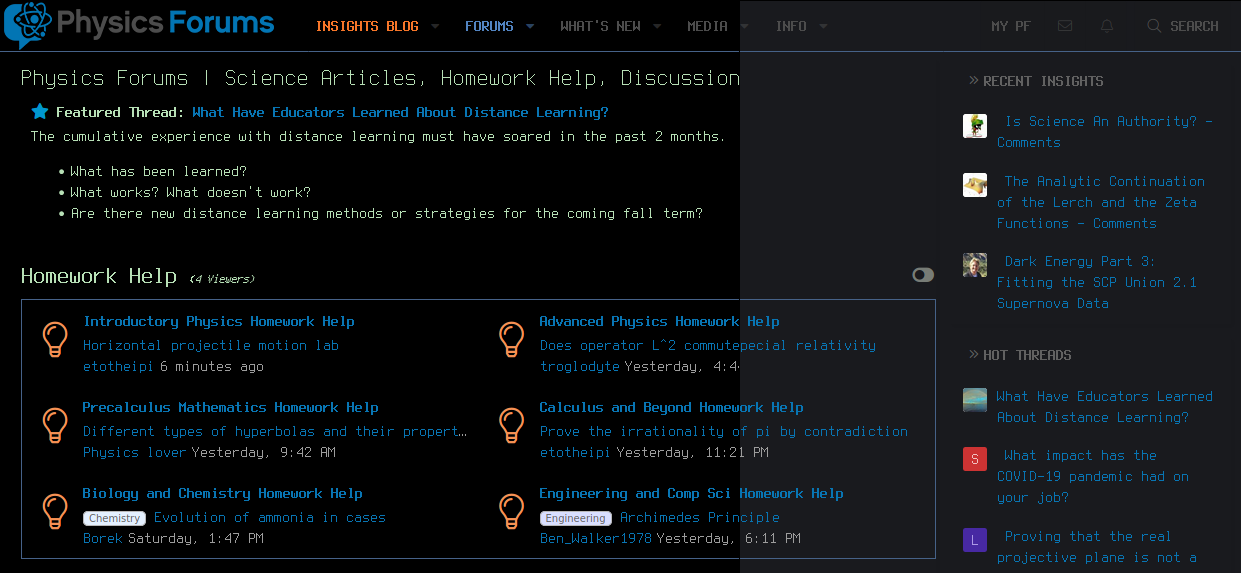 Physics Forums
INSIGHTS BLOG FORUMS WHAT'S NEW MEDIA INFO MY PF SEARCH
Physics Forums | Science Articles, Homework Help, Discussion
Featured Thread: What Have Educators Learned About Distance Learning?
The cumulative experience with distance learning must have soared in the past 2 months.
• What has been learned?
• What works? What doesn't work?
• Are there new distance learning methods or strategies for the coming fall term?
Homework Help (4 Viewers)
Introductory Physics Homework Help
Horizontal projectile motion lab
etotheipi 6 minutes ago
Advanced Physics Homework Help
Does operator L^2 commutepecial relativity
troglodyte Yesterday, 4:4
Precalculus Mathematics Homework Help
Different types of hyperbolas and their propert…
Physics lover Yesterday, 9:42 AM
Calculus and Beyond Homework Help
Prove the irrationality of pi by contradiction
etotheipi Yesterday, 11:21 PM
Biology and Chemistry Homework Help
Chemistry Evolution of ammonia in cases
Borek Saturday, 1:47 PM
Engineering and Comp Sci Homework Help
Engineering Archimedes Principle
Ben_Walker1978 Yesterday, 6:11 PM
» RECENT INSIGHTS
Is Science An Authority? –
Comments
The Analytic Continuation
of the Lerch and the Zeta
Functions – Comments
Dark Energy Part 3:
Fitting the SCP Union 2.1
Supernova Data
» HOT THREADS
What Have Educators Learned
About Distance Learning?
S
What impact has the
COVID-19 pandemic had on
your job?
L
Proving that the real
projective plane is not a